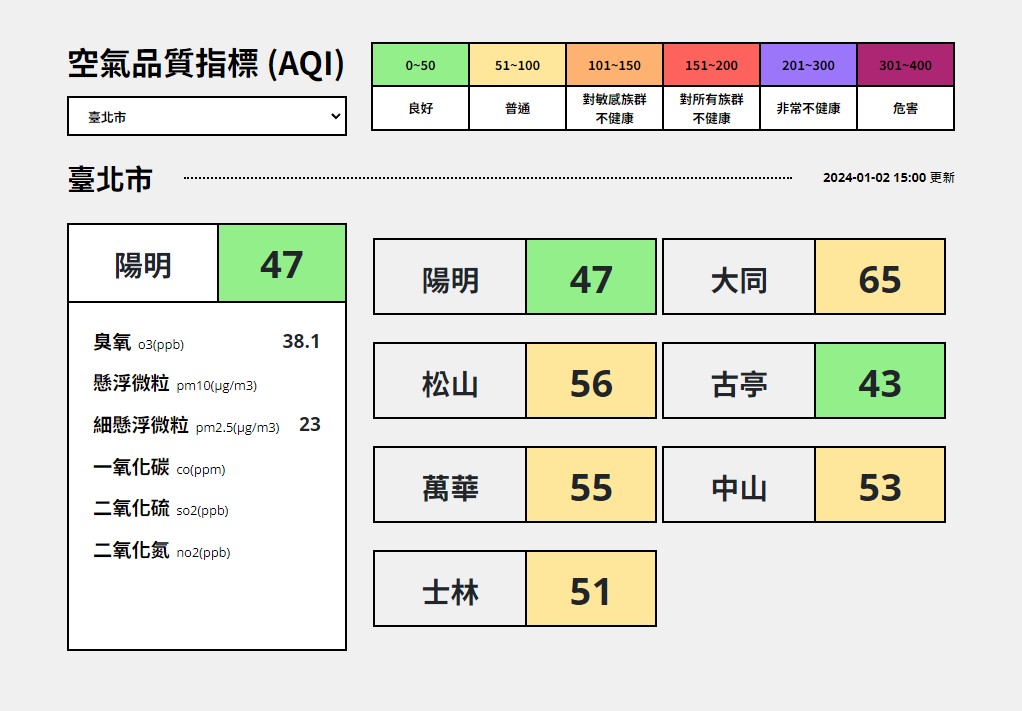 空氣品質指標 (AQI)
臺北市
0~50 51~100 101~150 151~200 201~300 301~400
良好 普通 對敏感族群 不健康 對所有族群 不健康 非常不健康 危害
臺北市
2024-01-02 15:00 更新
陽明 47
臭氧 o3(ppb) 38.1
懸浮微粒 pm10(μg/m3)
細懸浮微粒 pm2.5(μg/m3) 23
一氧化碳 co(ppm)
二氧化硫 so2(ppb)
二氧化氮 no2(ppb)
陽明 47 大同 65
松山 56 古亭 43
萬華 55 中山 53
士林 51